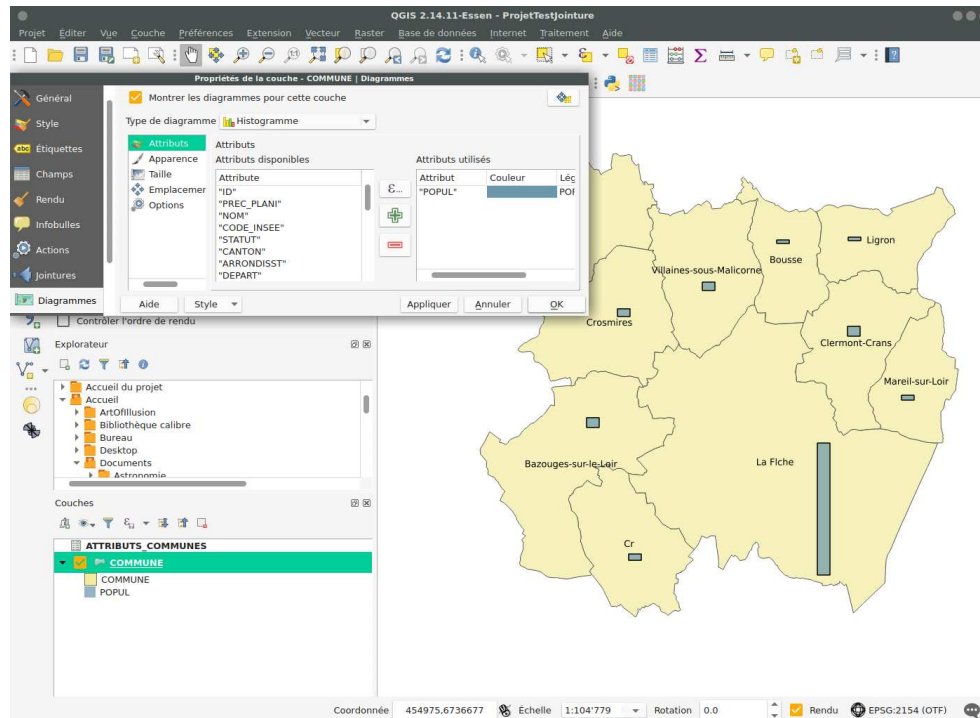 QGIS 2.14.11-Essen - ProjetTestJointure
Projet Éditer Vue Couche Préférences Extension Vecteur Raster Base de données Internet Traitement Aide
Propriétés de la couche - COMMUNE | Diagrammes
Général
Style
abc Étiquettes
Champs
Rendu
Infobulles
Actions
Jointures
Diagrammes
Montrer les diagrammes pour cette couche
Type de diagramme Histogramme
Attributs
Apparence
Taille
Emplacemer
Options
Attributs
Attributs disponibles
Attribute
"ID"
"PREC_PLANI"
"NOM"
"CODE_INSEE"
"STATUT"
"CANTON"
"ARRONDISST"
"DEPART"
ε...
Attributs utilisés
Attribut Couleur Lég
"POPUL" POF
Aide Style Appliquer Annuler OK
Contrôler l'ordre de rendu
Explorateur
Accueil du projet
Accueil
ArtOfIllusion
Bibliothèque calibre
Bureau
Desktop
Documents
Astronomie
Couches
ATTRIBUTS_COMMUNES
COMMUNE
COMMUNE
POPUL
Ligron
Bousse
Villaines-sous-Malicorne
Crosmires
Clermont-Crans
Mareil-sur-Loir
Bazouges-sur-le-Loir
La Flche
Cr
Coordonnée 454975,6736677 Échelle 1:104'779 Rotation 0.0 Rendu EPSG:2154 (OTF)